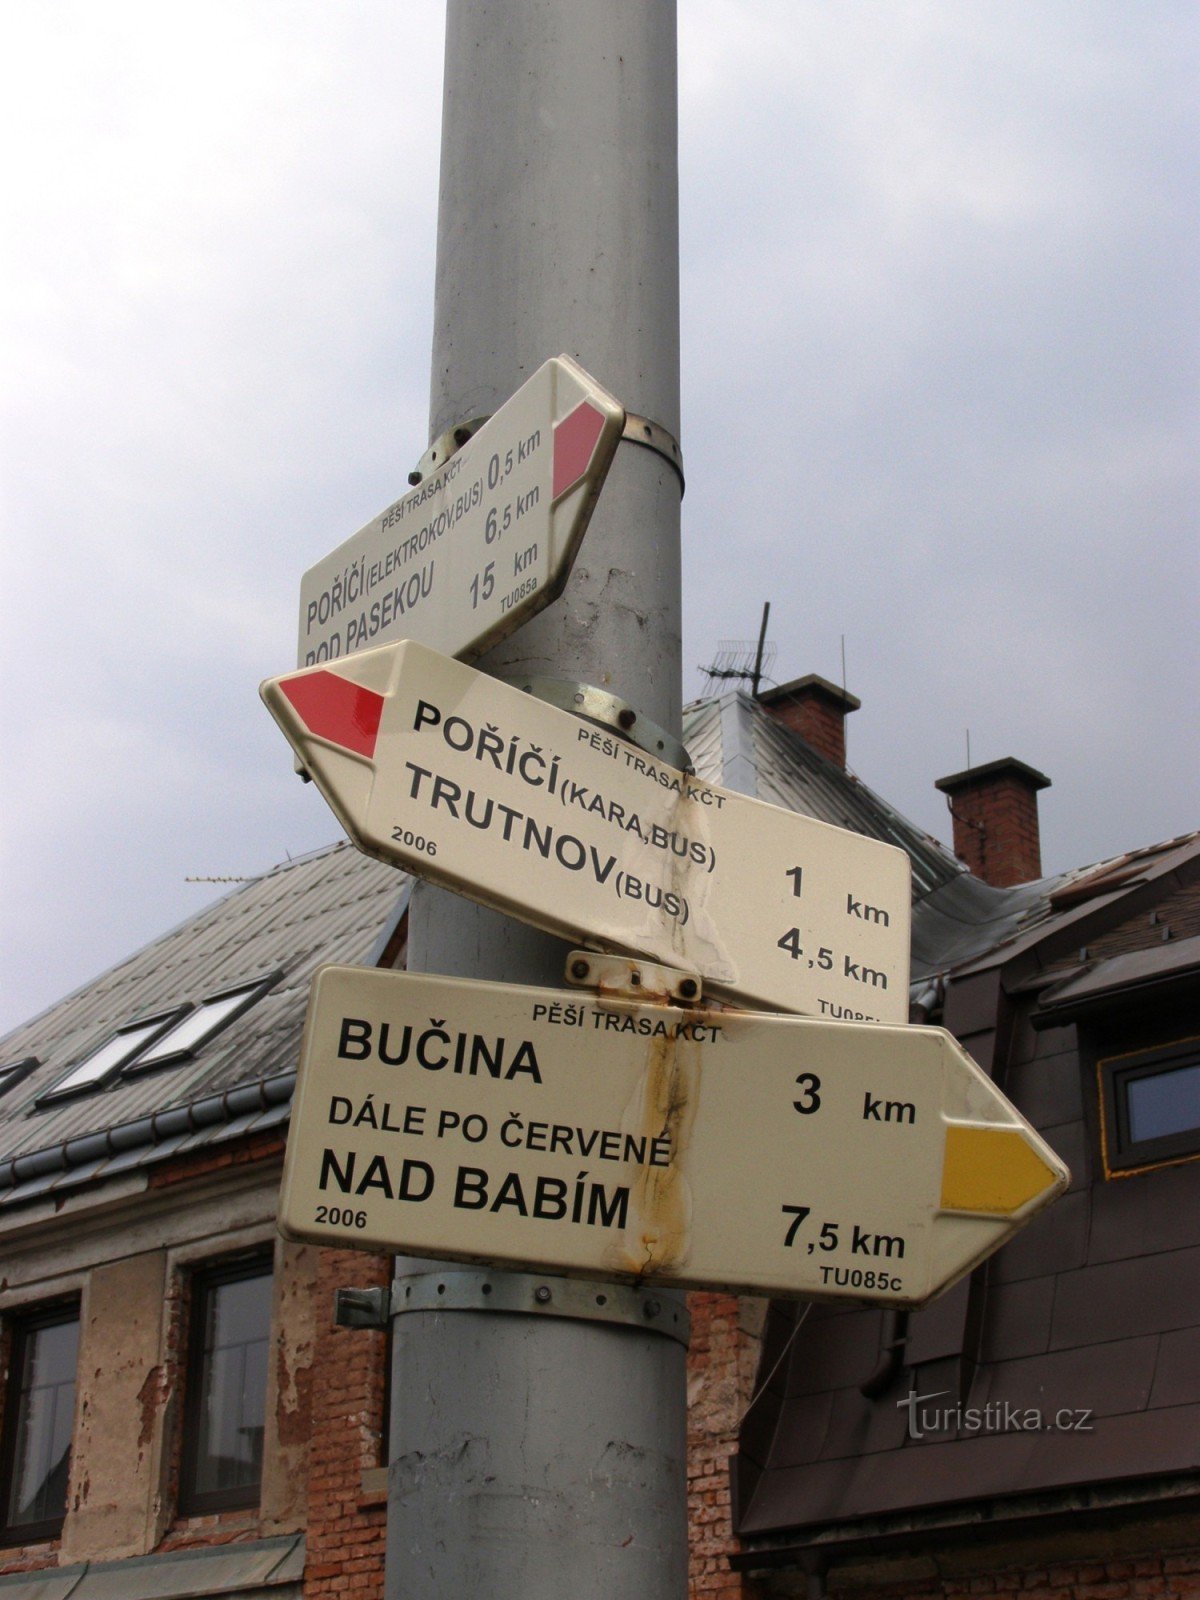 PĚŠÍ TRASA KČT
POŘÍČÍ(ELEKTROKOV,BUS) 0,5 km
POD PASEKOU 6,5 km
15 km
TU085a
PĚŠÍ TRASA KČT
POŘÍČÍ(KARA,BUS) 1 km
TRUTNOV(BUS) 4,5 km
2006
PĚŠÍ TRASA KČT
BUČINA 3 km
DÁLE PO ČERVENÉ
NAD BABÍM 7,5 km
2006 TU085c
Turistika.cz